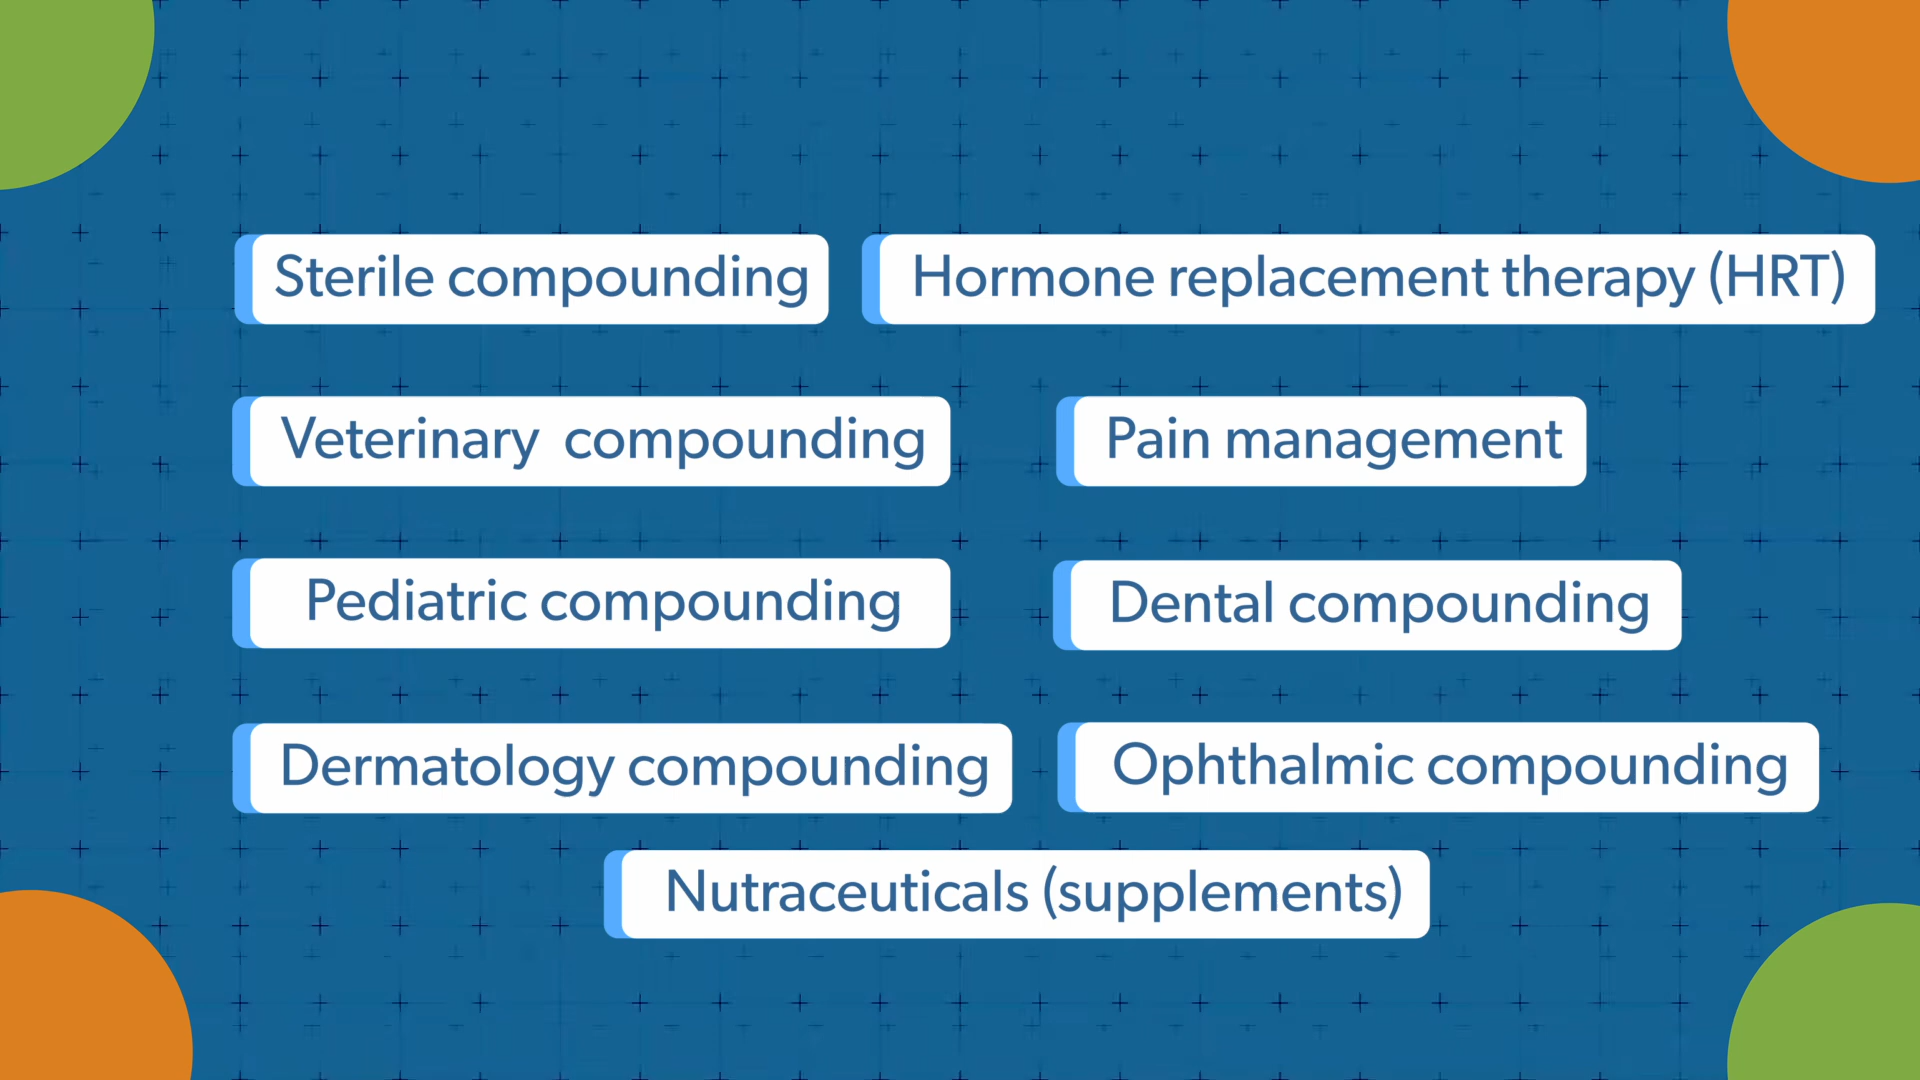 Sterile compounding
Hormone replacement therapy (HRT)
Veterinary  compounding
Pain management
Pediatric compounding
Dental compounding
Dermatology compounding
Ophthalmic compounding
Nutraceuticals (supplements)